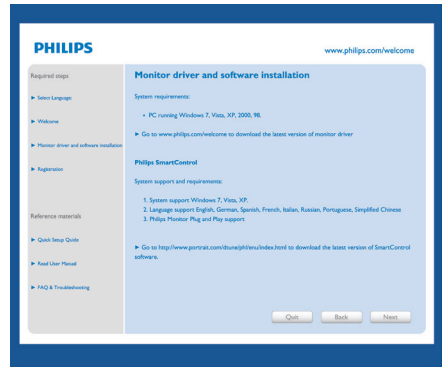 PHILIPS
www.philips.com/welcome
Required steps
► Select Language
► Welcome
► Monitor driver and software installation
► Registration
Reference materials
► Quick Setup Guide
► Read User Manual
► FAQ & Troubleshooting
Monitor driver and software installation
System requirements:
• PC running Windows 7, Vista, XP, 2000, 98.
► Go to www.philips.com/welcome to download the latest version of monitor driver
Philips SmartControl
System support and requirements:
1. System support Windows 7, Vista, XP.
2. Language support English, German, Spanish, French, Italian, Russian, Portuguese, Simplified Chinese
3. Philips Monitor Plug and Play support
► Go to http://www.portrait.com/dtune/phl/enu/index.html to download the latest version of SmartControl
software.
Quit
Back
Next